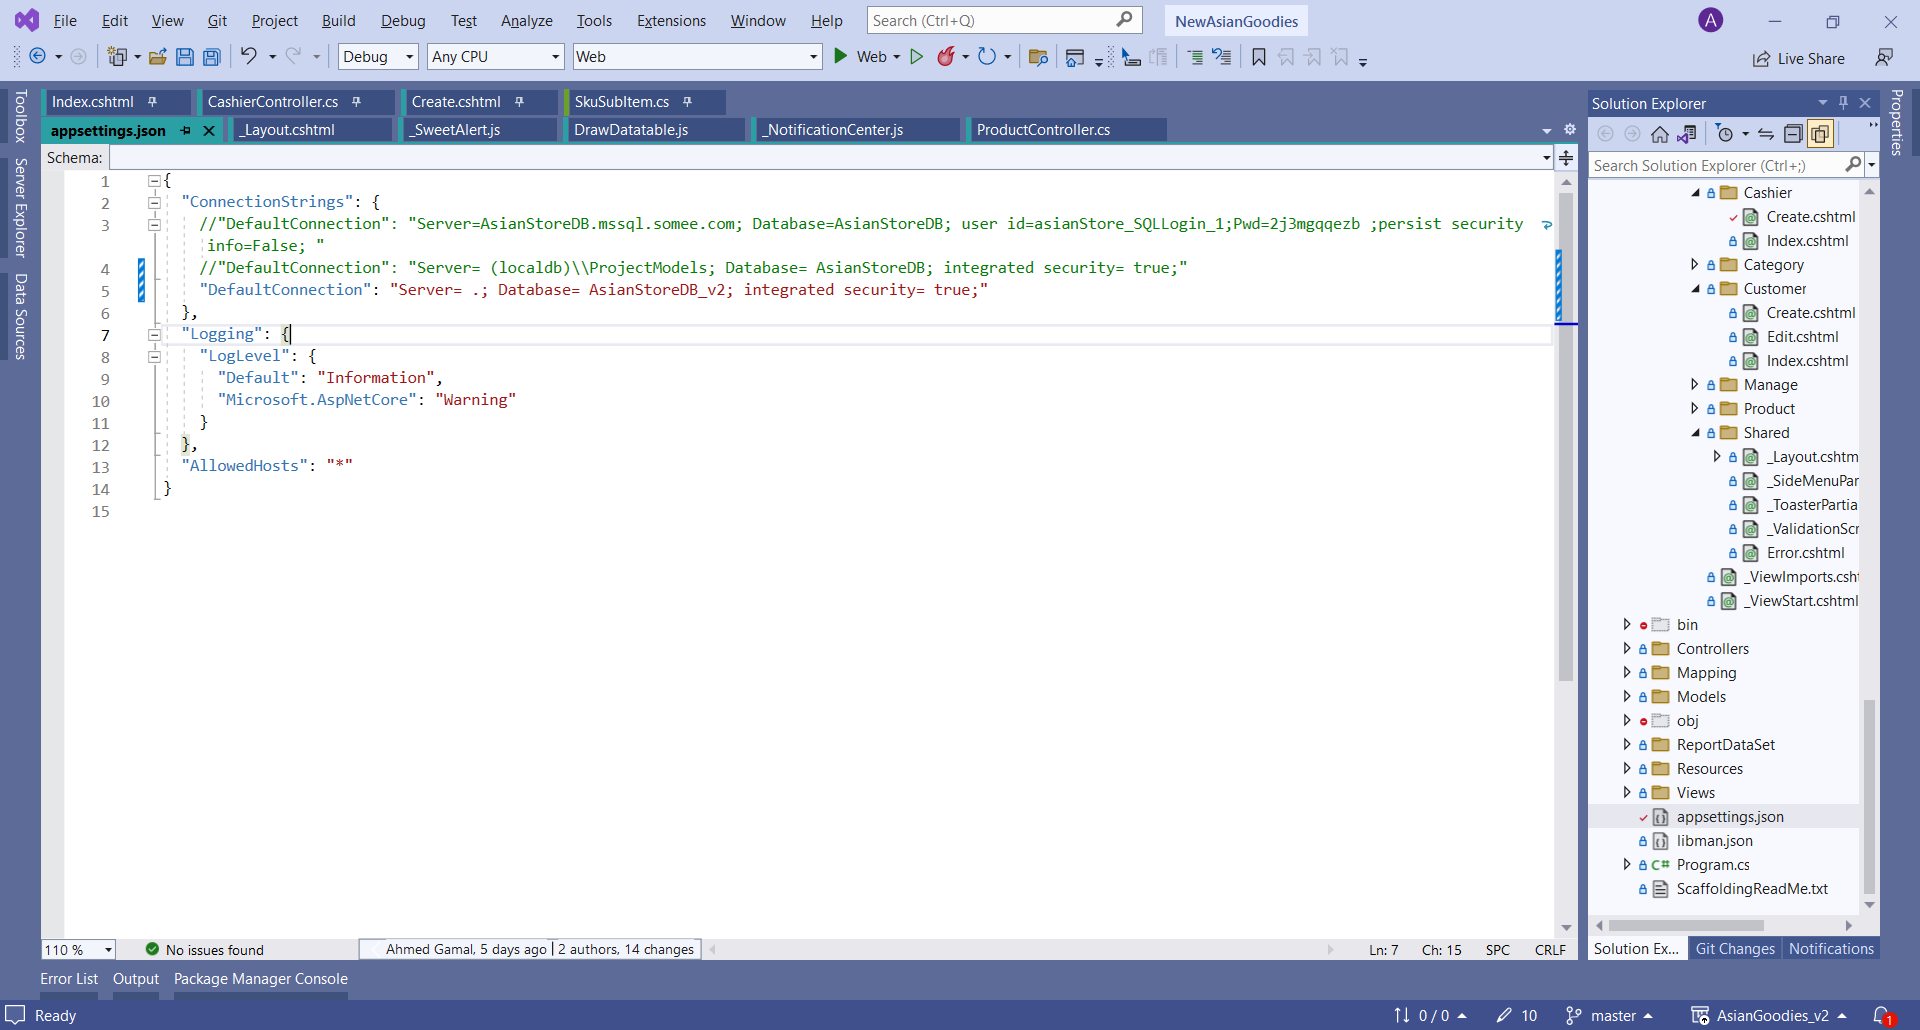 File Edit View Git Project Build Debug Test Analyze Tools Extensions Window Help Search (Ctrl+Q) NewAsianGoodies A
Debug Any CPU Web Web Live Share
Toolbox
Server Explorer
Data Sources
Index.cshtml CashierController.cs Create.cshtml SkuSubItem.cs
appsettings.json _Layout.cshtml _SweetAlert.js DrawDatatable.js _NotificationCenter.js ProductController.cs
Schema:
1 {
2 "ConnectionStrings": {
3 //"DefaultConnection": "Server=AsianStoreDB.mssql.somee.com; Database=AsianStoreDB; user id=asianStore_SQLLogin_1;Pwd=2j3mgqqezb ;persist security
info=False; "
4 //"DefaultConnection": "Server= (localdb)\\ProjectModels; Database= AsianStoreDB; integrated security= true;"
5 "DefaultConnection": "Server= .; Database= AsianStoreDB_v2; integrated security= true;"
6 },
7 "Logging": {
8 "LogLevel": {
9 "Default": "Information",
10 "Microsoft.AspNetCore": "Warning"
11 }
12 },
13 "AllowedHosts": "*"
14 }
15
110 % No issues found Ahmed Gamal, 5 days ago | 2 authors, 14 changes Ln: 7 Ch: 15 SPC CRLF
Solution Explorer
Search Solution Explorer (Ctrl+;)
Cashier
Create.cshtml
Index.cshtml
Category
Customer
Create.cshtml
Edit.cshtml
Index.cshtml
Manage
Product
Shared
_Layout.cshtm
_SideMenuPar
_ToasterPartia
_ValidationScr
Error.cshtml
_ViewImports.csht
_ViewStart.cshtml
bin
Controllers
Mapping
Models
obj
ReportDataSet
Resources
Views
appsettings.json
libman.json
C# Program.cs
ScaffoldingReadMe.txt
Solution Ex... Git Changes Notifications
Properties
Error List Output Package Manager Console
Ready 0 / 0 10 master AsianGoodies_v2 1